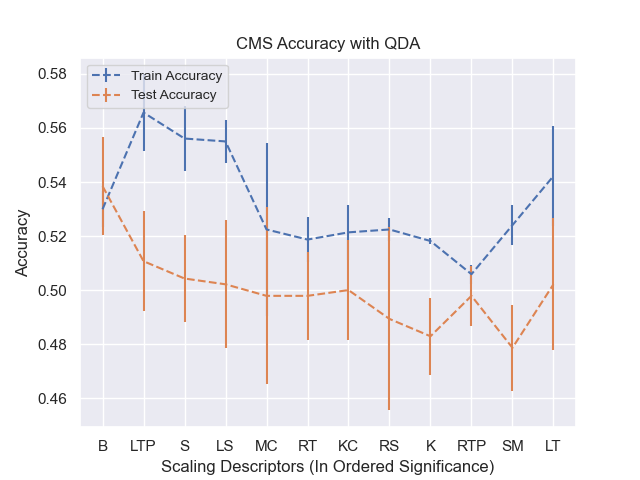 CMS Accuracy with QDA
Train Accuracy
Test Accuracy
Accuracy
0.58
0.56
0.54
0.52
0.50
0.48
0.46
B LTP S LS MC RT KC RS K RTP SM LT
Scaling Descriptors (In Ordered Significance)